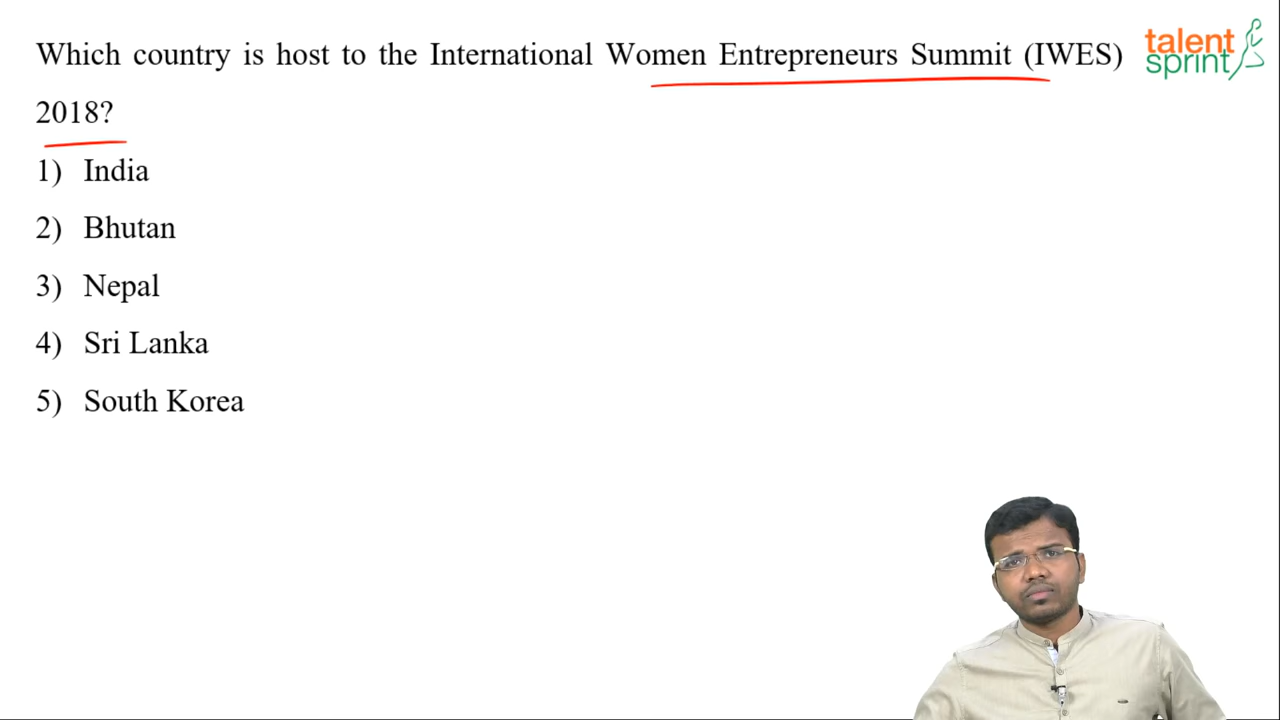 Which country is host to the International Women Entrepreneurs Summit (IWES)
2018?
1) India
2) Bhutan
3) Nepal
4) Sri Lanka
5) South Korea
talent
sprint